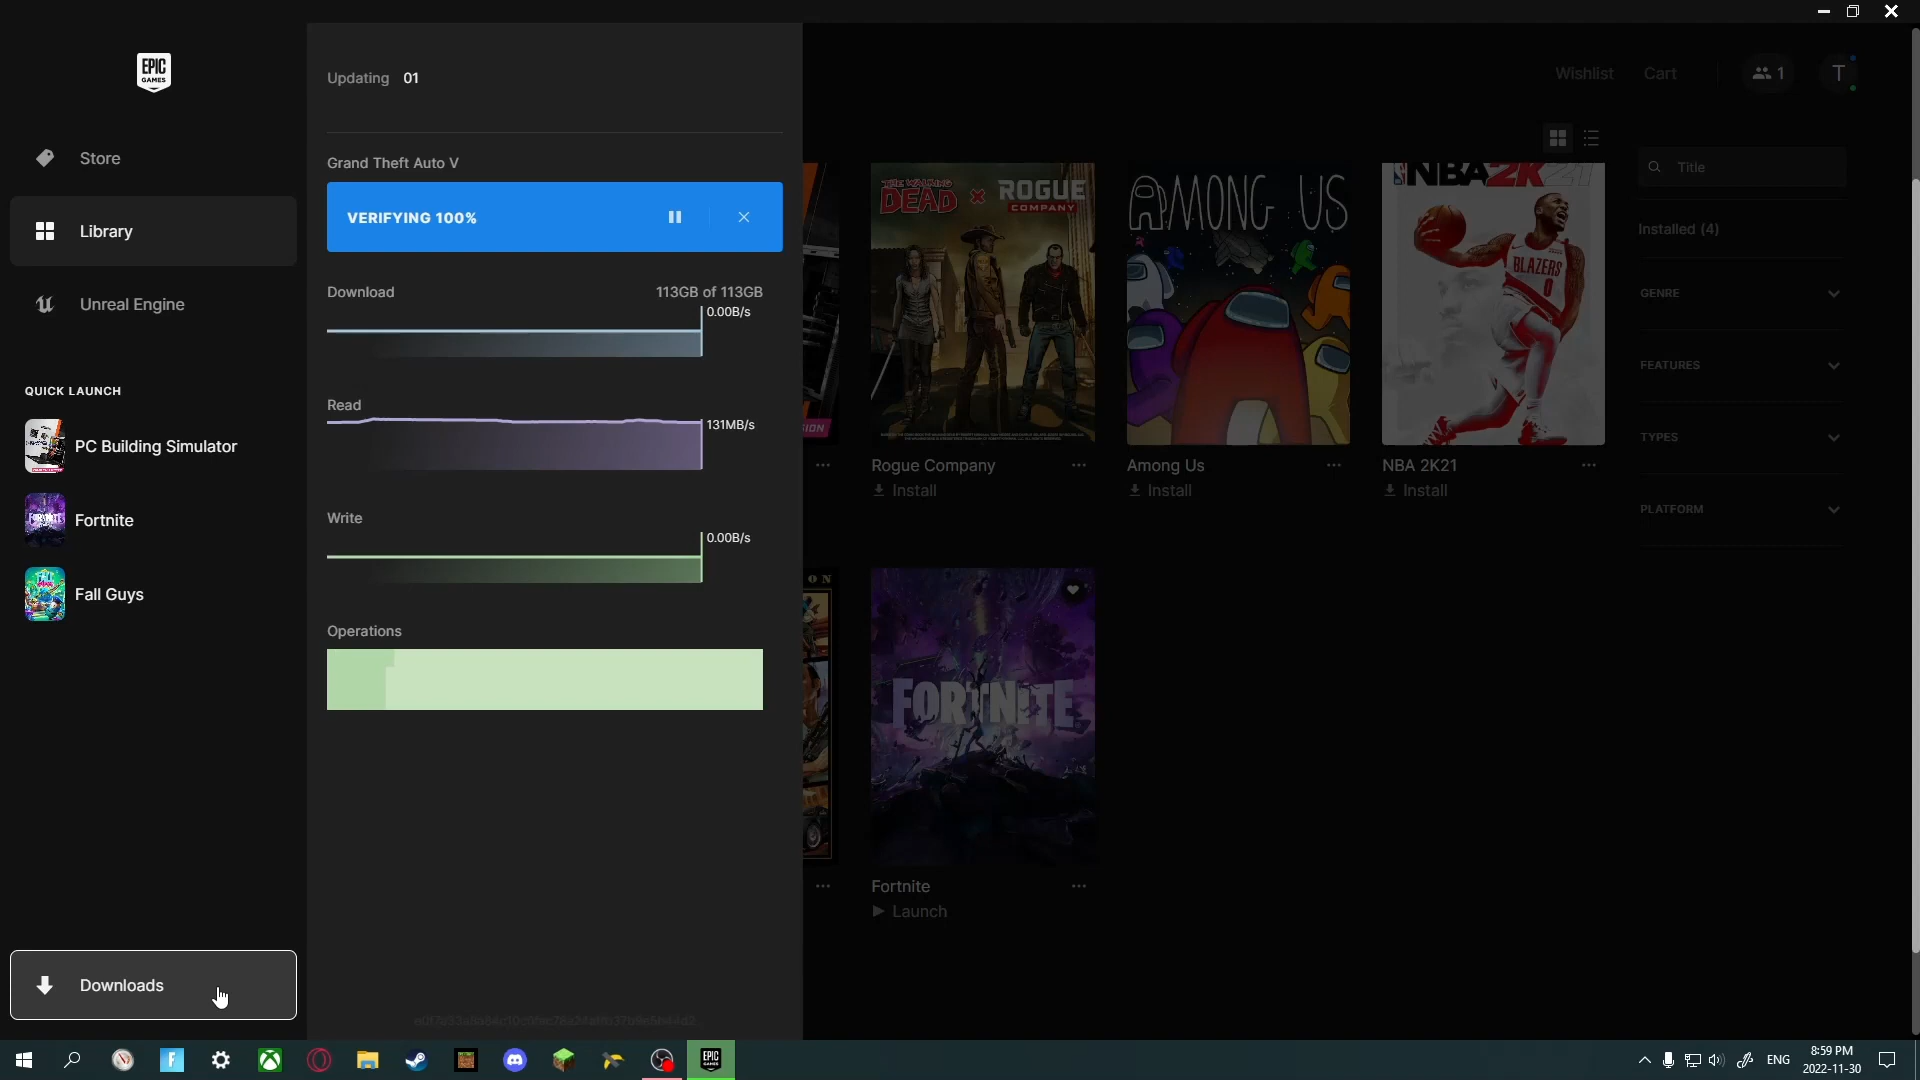 EPIC
GAMES
Store
Library
Unreal Engine
QUICK LAUNCH
PC Building Simulator
Fortnite
Fall Guys
Downloads
Updating 01
Grand Theft Auto V
VERIFYING 100%
Download 113GB of 113GB
0.00B/s
Read
131MB/s
Write
0.00B/s
Operations
Wishlist Cart 1 T
Title
Installed (4)
GENRE
FEATURES
TYPES
PLATFORM
THE WALKING
DEAD X ROGUE
COMPANY
AMONG US
NBA 2K21
BLAZERS
0
Rogue Company
Install
Among Us
Install
NBA 2K21
Install
FORTNITE
Fortnite
Launch
ENG
8:59 PM
2022-11-30